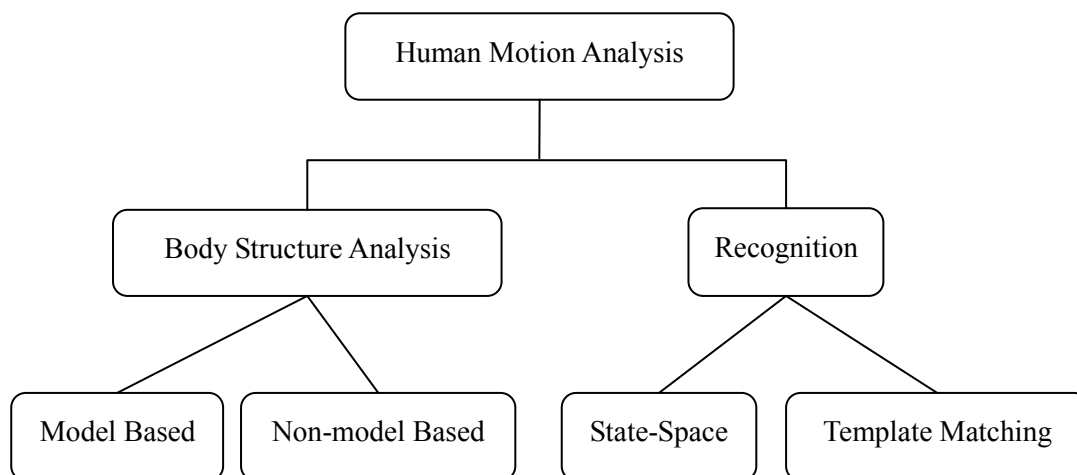 Human Motion Analysis
Body Structure Analysis
Recognition
Model Based
Non-model Based
State-Space
Template Matching